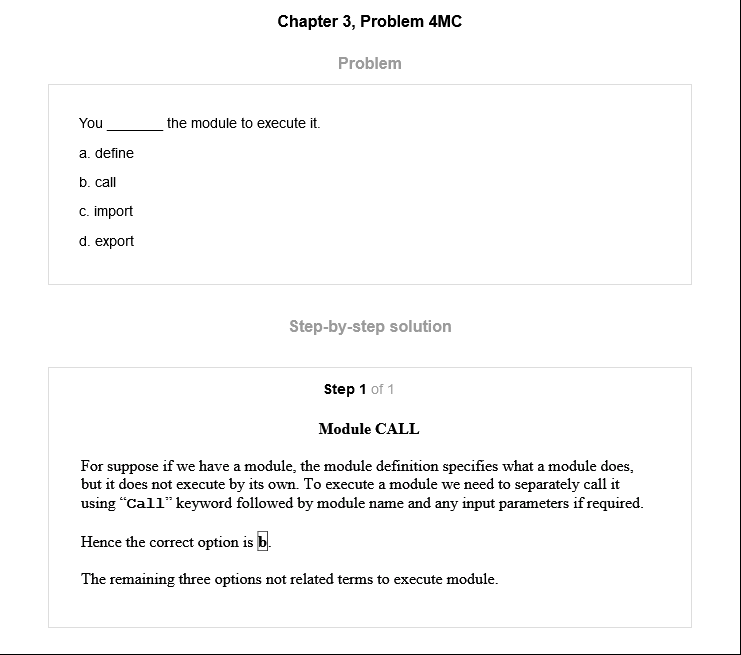 Chapter 3, Problem 4MC
Problem
You _______ the module to execute it.
a. define
b. call
c. import
d. export
Step-by-step solution
Step 1 of 1
Module CALL
For suppose if we have a module, the module definition specifies what a module does,
but it does not execute by its own. To execute a module we need to separately call it
using “Call” keyword followed by module name and any input parameters if required.
Hence the correct option is b.
The remaining three options not related terms to execute module.